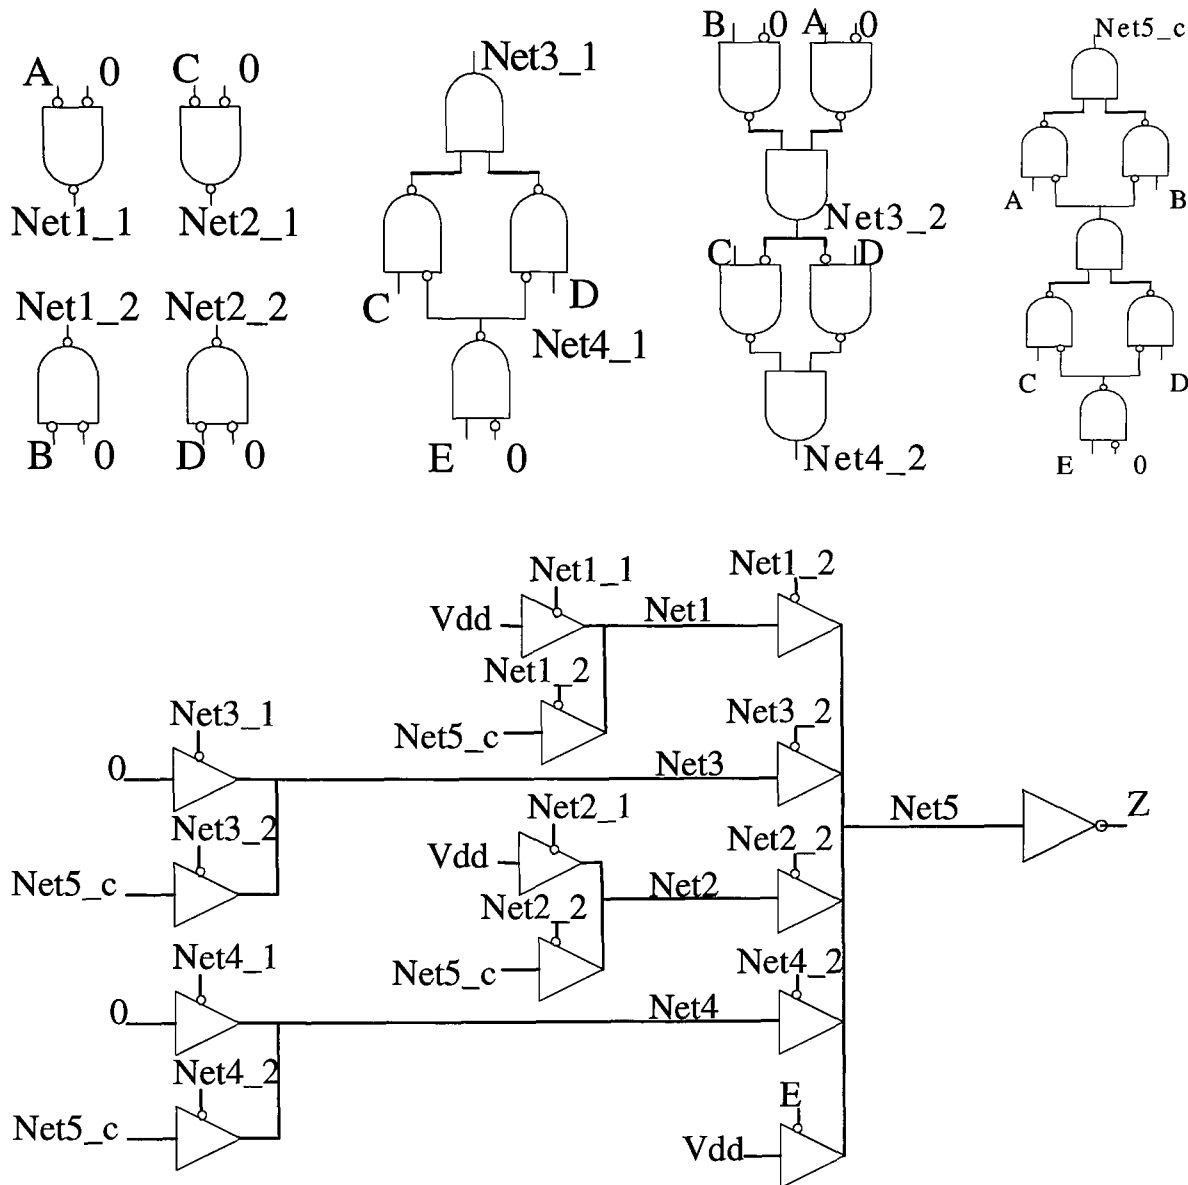 A 0
C 0
Net1_1
Net2_1
Net1_2
Net2_2
B 0
D 0
Net3_1
C
D
Net4_1
E 0
B 0 A 0
Net3_2
C
D
Net4_2
Net5_c
A
B
C
D
E 0
Net1_1
Net1_2
Vdd
Net1
Net1_2
Net3_1
Net5_c
Net3_2
0
Net3
Net2_1
Net5
Z
Net3_2
Vdd
Net2_2
Net5_c
Net2_2
Net2
Net4_1
Net5_c
Net4_2
0
Net4
Net4_2
E
Net5_c
Vdd